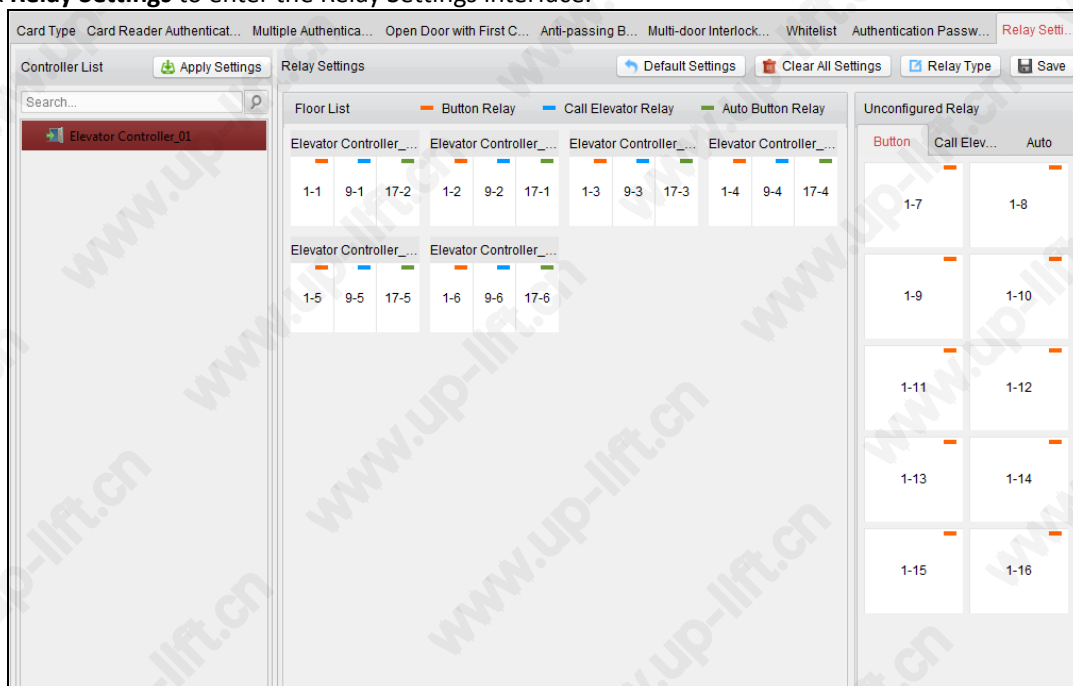 Relay Settings to enter the Relay Settings interface.
Card Type Card Reader Authenticat... Multiple Authentica... Open Door with First C... Anti-passing B... Multi-door Interlock... Whitelist Authentication Passw... Relay Setti...
Controller List Apply Settings Relay Settings Default Settings Clear All Settings Relay Type Save
Search...
Floor List Button Relay Call Elevator Relay Auto Button Relay Unconfigured Relay
Elevator Controller_01
Button Call Elev... Auto
Elevator Controller_... Elevator Controller_... Elevator Controller_... Elevator Controller_...
1-1 9-1 17-2 1-2 9-2 17-1 1-3 9-3 17-3 1-4 9-4 17-4
Elevator Controller_... Elevator Controller_...
1-5 9-5 17-5 1-6 9-6 17-6
1-7 1-8
1-9 1-10
1-11 1-12
1-13 1-14
1-15 1-16
www.up-lift.cn